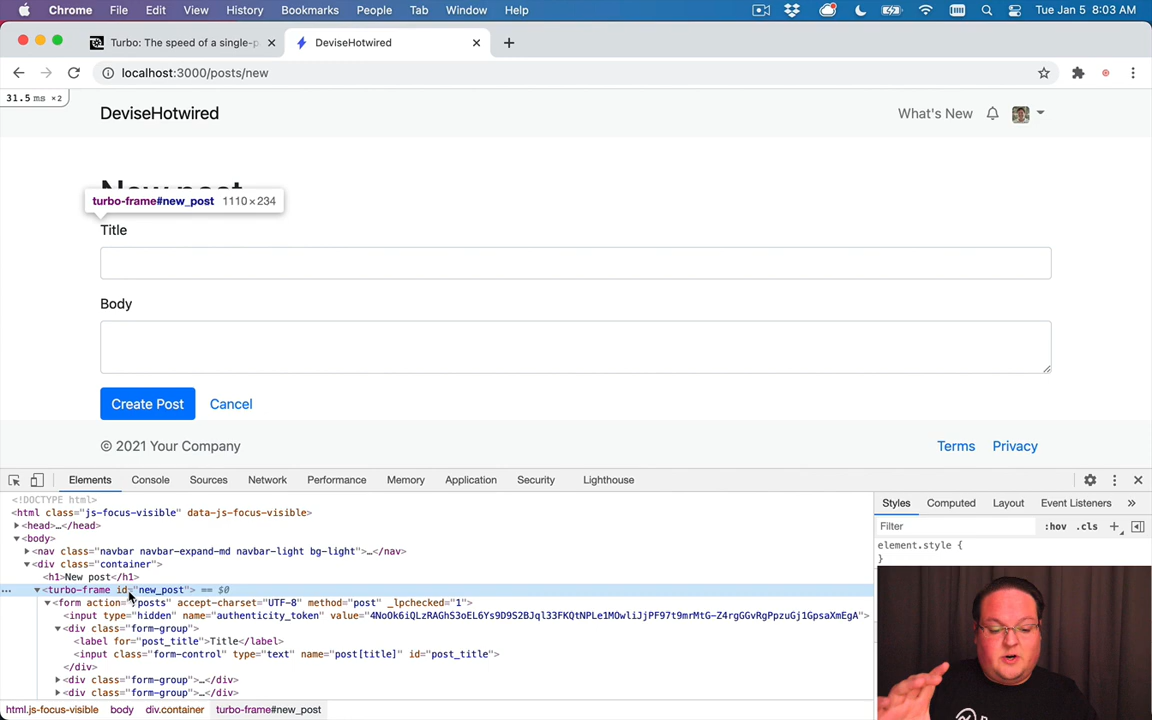 Chrome File Edit View History Bookmarks People Tab Window Help Tue Jan 5 8:03 AM
Turbo: The speed of a single-p
DeviseHotwired
localhost:3000/posts/new
31.5 ms ×2
DeviseHotwired What's New
New post
turbo-frame#new_post 1110×234
Title
Body
Create Post Cancel
© 2021 Your Company Terms Privacy
Elements Console Sources Network Performance Memory Application Security Lighthouse
<!DOCTYPE html>
<html class="js-focus-visible" data-js-focus-visible>
<head>…</head>
<body>
<nav class="navbar navbar-expand-md navbar-light bg-light">…</nav>
<div class="container">
<h1>New post</h1>
<turbo-frame id="new_post"> == $0
<form action="/posts" accept-charset="UTF-8" method="post" _lpchecked="1">
<input type="hidden" name="authenticity_token" value="4NoOk6iQLzRAGhS3oEL6Ys9D9S2BJql33FKQtNPLe1MOwliJjPF97t9mrMtG-Z4rgGGvRgPpzuGj1GpsaXmEgA">
<div class="form-group">
<label for="post_title">Title</label>
<input class="form-control" type="text" name="post[title]" id="post_title">
</div>
<div class="form-group">…</div>
<div class="form-group">…</div>
html.js-focus-visible body div.container turbo-frame#new_post
Styles Computed Layout Event Listeners
Filter :hov .cls
element.style {
}